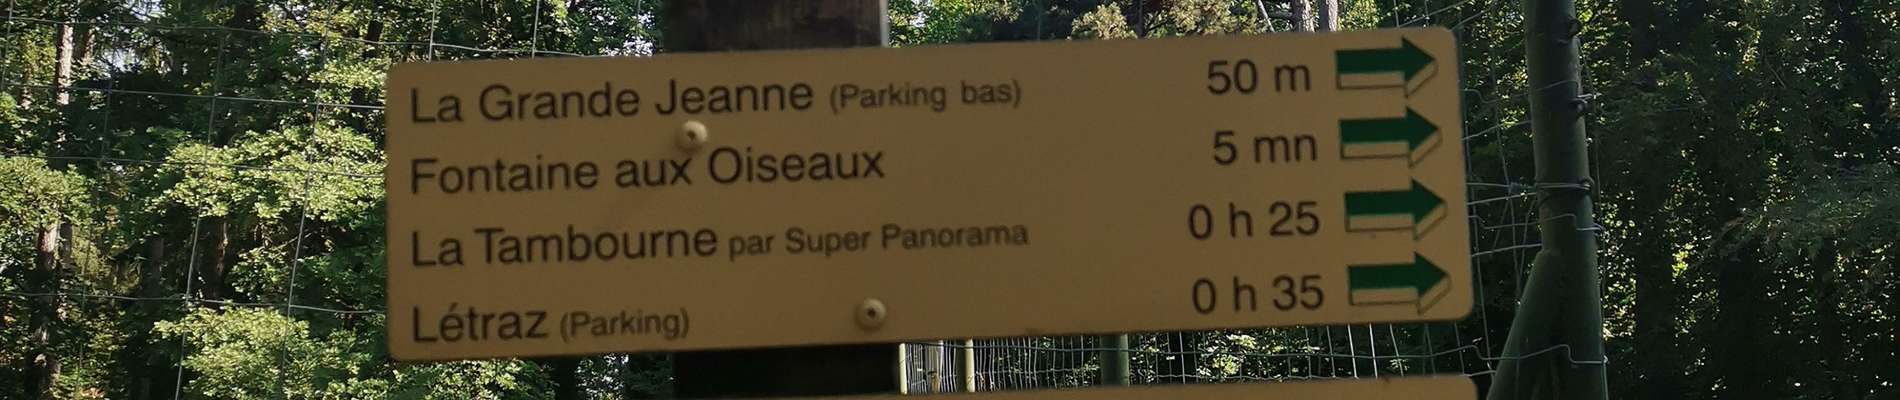 La Grande Jeanne (Parking bas) 50 m
Fontaine aux Oiseaux 5 mn
La Tambourne par Super Panorama 0 h 25
Létraz (Parking) 0 h 35